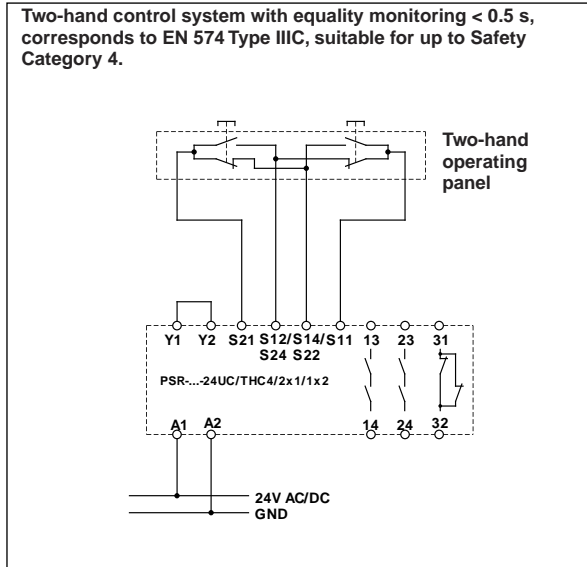 Two-hand control system with equality monitoring < 0.5 s,
corresponds to EN 574 Type IIIC, suitable for up to Safety
Category 4.
Two-hand
operating
panel
Y1 Y2 S21 S12/ S14/ S11 13 23 31
S24 S22
PSR-...-24UC/THC4/2x1/1x2
A1 A2 14 24 32
24V AC/DC
GND